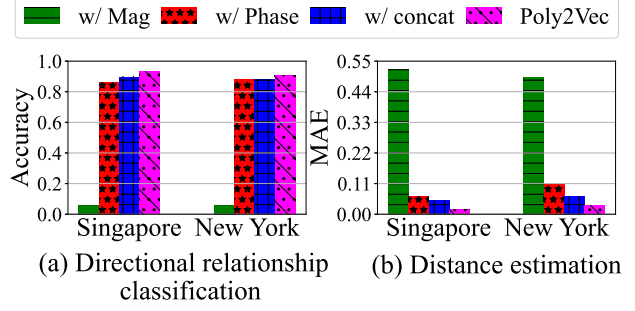 w/ Mag w/ Phase w/ concat Poly2Vec
Accuracy
1.0
0.8
0.6
0.4
0.2
0.0
Singapore New York
(a) Directional relationship
classification
MAE
0.55
0.44
0.33
0.22
0.11
0.00
Singapore New York
(b) Distance estimation